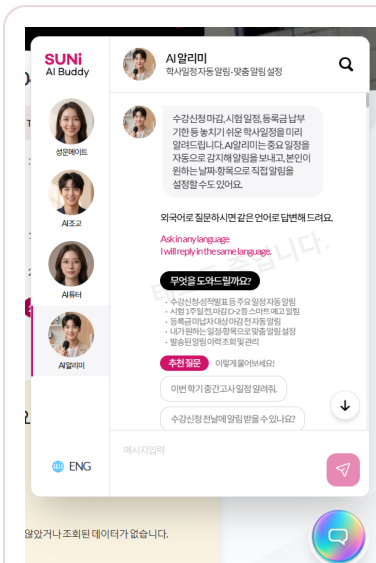 SUNi
AI Buddy
성운메이트
AI조교
AI튜터
AI알리미
ENG
AI알리미
학사일정 자동 알림·맞춤 알림 설정
수강신청 마감, 시험 일정, 등록금 납부
기한 등 놓치기 쉬운 학사일정을 미리
알려드립니다. AI알리미는 중요 일정을
자동으로 감지해 알림을 보내고, 본인이
원하는 날짜·항목으로 직접 알림을
설정할 수도 있어요.
외국어로 질문하시면 같은 언어로 답변해 드려요.
Ask in any language
I will reply in the same language.
무엇을 도와드릴까요?
· 수강신청·성적발표 등 주요 일정 자동 알림
· 시험 1주일 전, 마감 D-2 등 스마트 예고 알림
· 등록금 미납자 대상 마감 전 자동 알림
· 내가 원하는 일정·항목으로 맞춤 알림 설정
· 발송된 알림 이력 조회 및 관리
추천 질문 이렇게 물어보세요!
이번 학기 중간고사 일정 알려줘.
수강신청 전날에 알림 받을 수 있나요?
메시지 입력
않았거나 조회된 데이터가 없습니다.